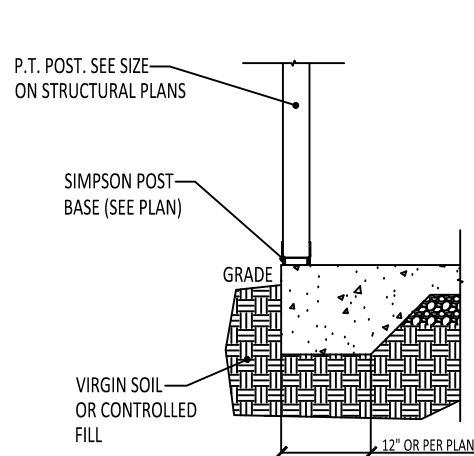 P.T. POST. SEE SIZE
ON STRUCTURAL PLANS
SIMPSON POST
BASE (SEE PLAN)
GRADE
VIRGIN SOIL
OR CONTROLLED
FILL
12" OR PER PLAN